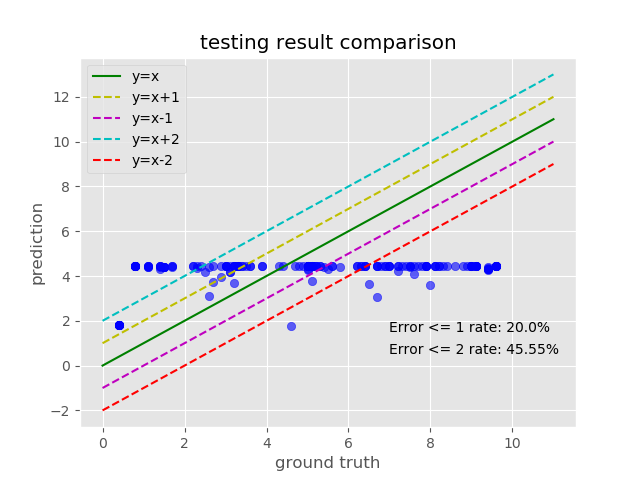 testing result comparison
y=x
y=x+1
y=x-1
y=x+2
y=x-2
12
10
8
6
4
2
0
−2
prediction
Error <= 1 rate: 20.0%
Error <= 2 rate: 45.55%
0 2 4 6 8 10
ground truth